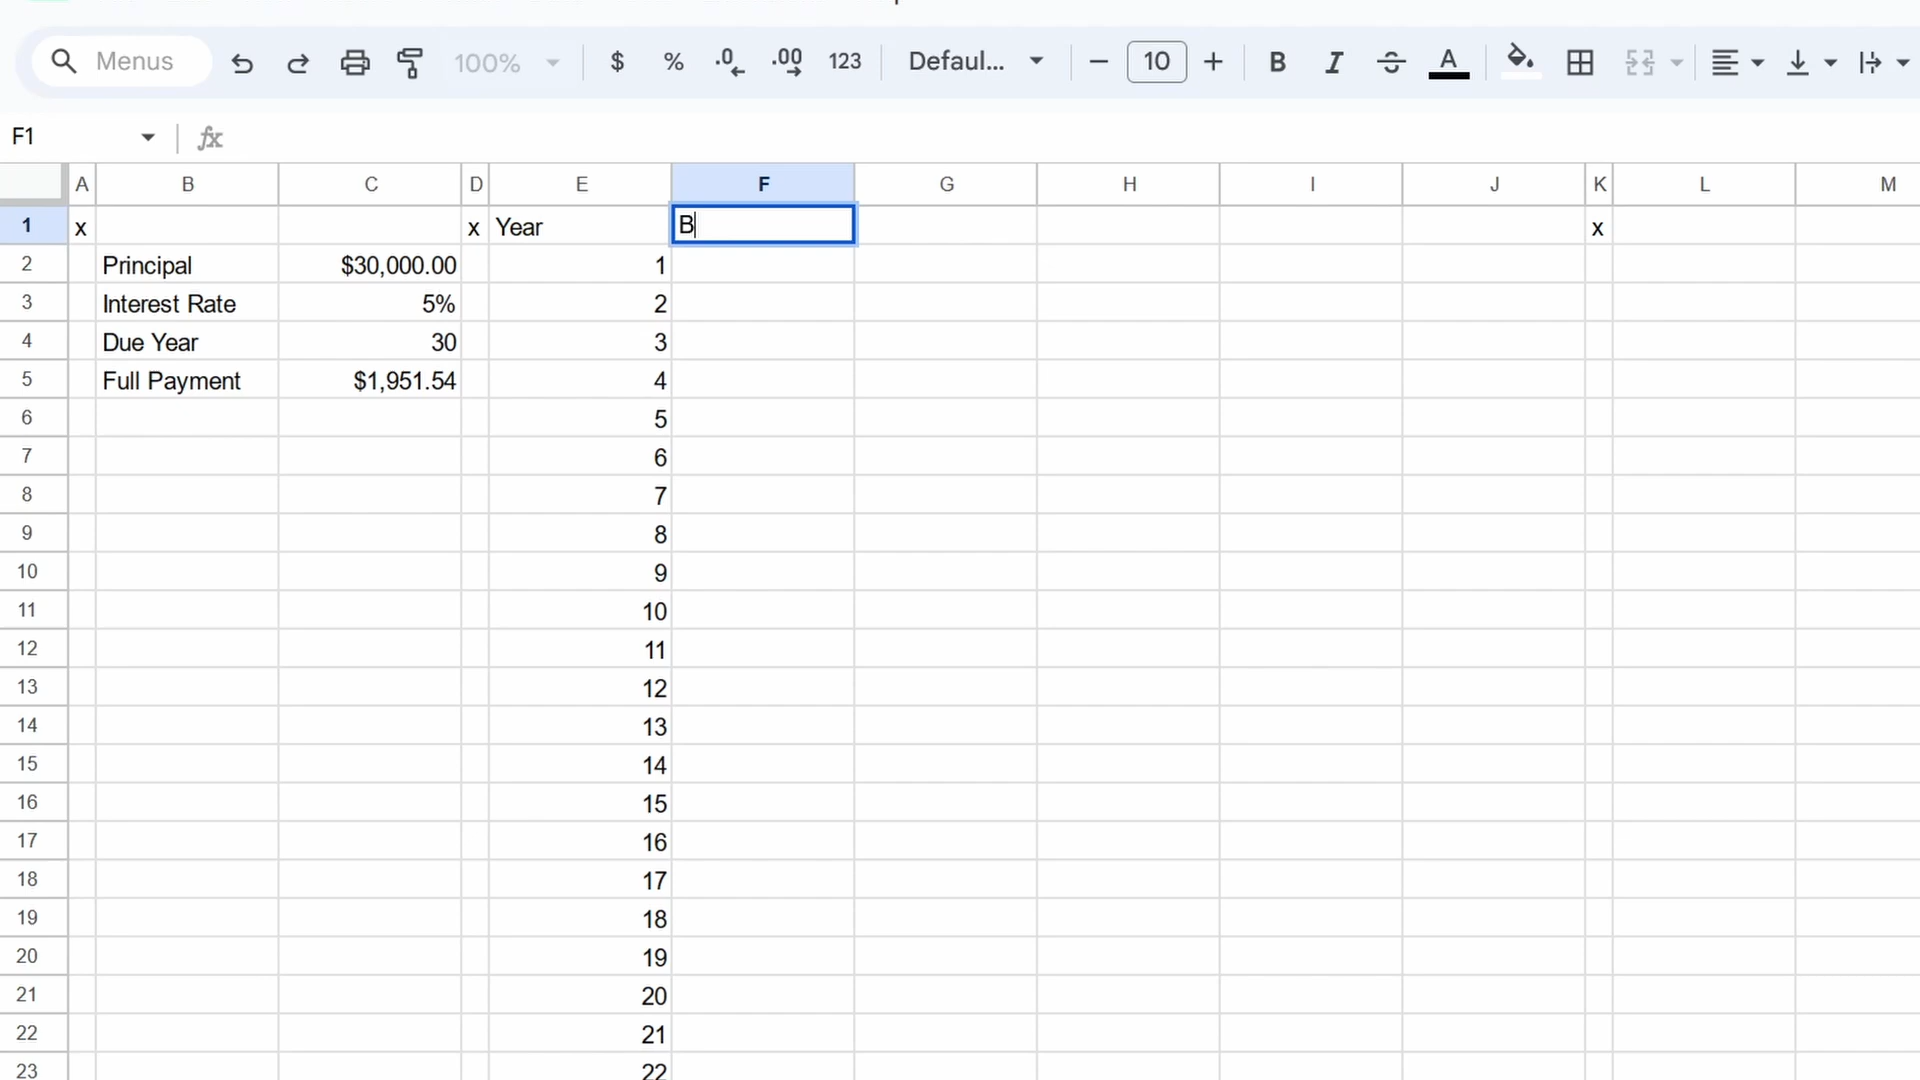 Menus 100% $ % .0 .00 123 Defaul... 10 B I S A
F1 fx
A B C D E F G H I J K L M
1 x x Year B x
2 Principal $30,000.00 1
3 Interest Rate 5% 2
4 Due Year 30 3
5 Full Payment $1,951.54 4
6 5
7 6
8 7
9 8
10 9
11 10
12 11
13 12
14 13
15 14
16 15
17 16
18 17
19 18
20 19
21 20
22 21
23 22